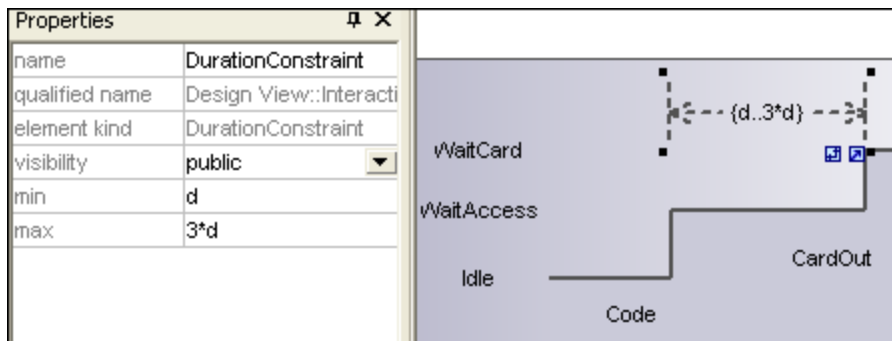 Properties
name DurationConstraint
qualified name Design View::Interacti
element kind DurationConstraint
visibility public
min d
max 3*d
{d..3*d}
WaitCard
WaitAccess
CardOut
Idle
Code